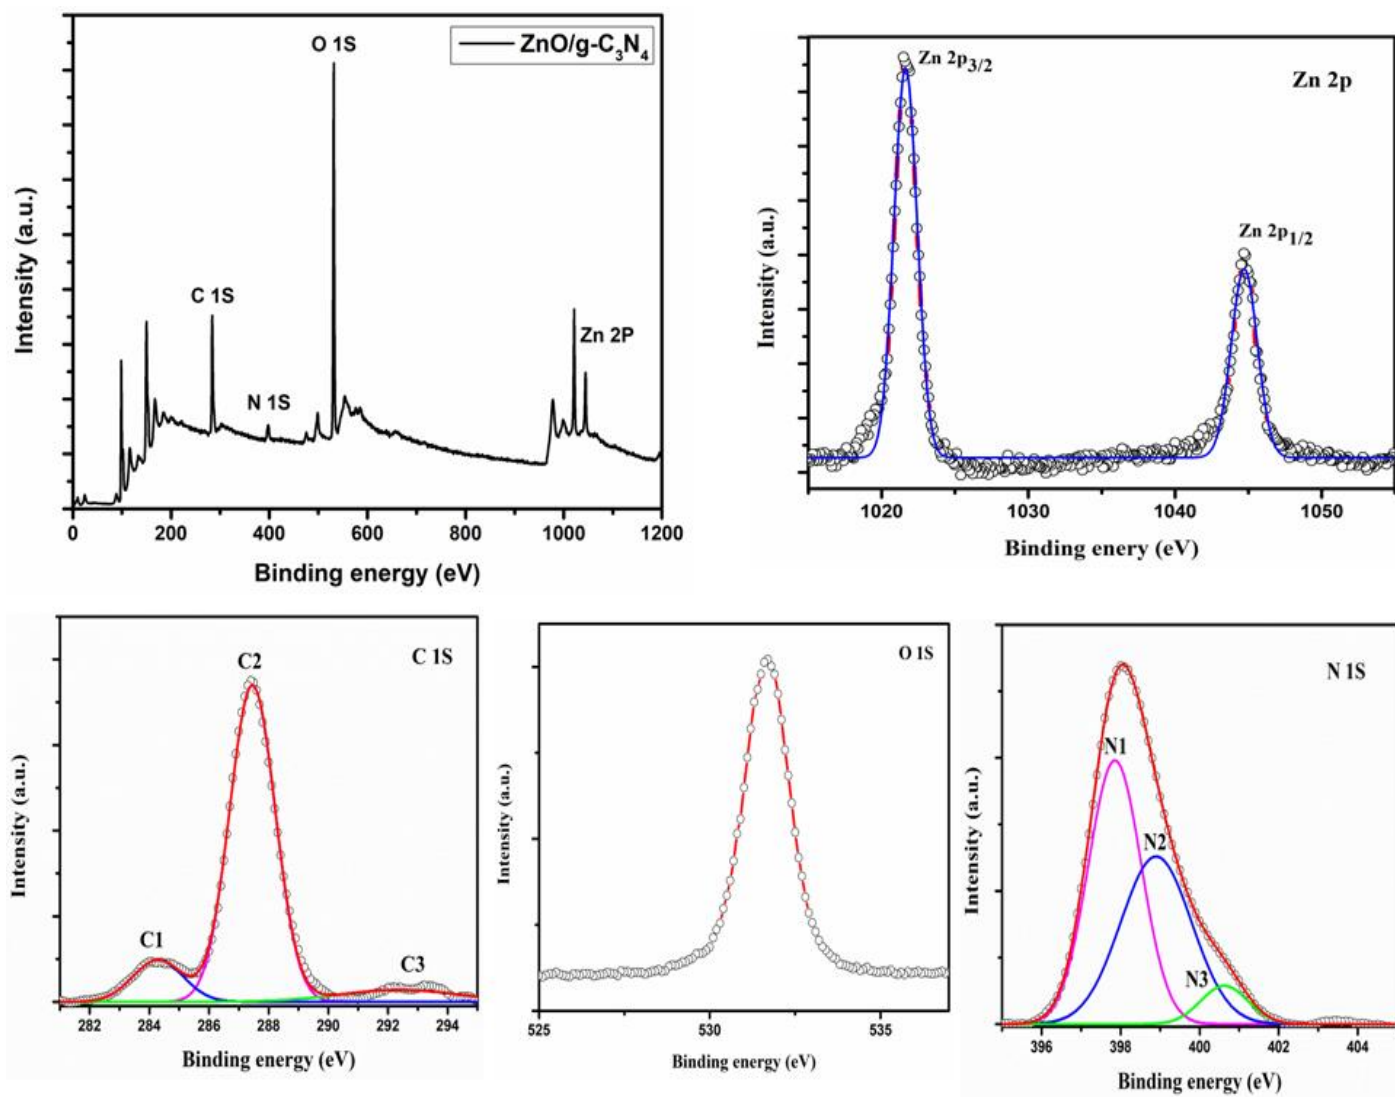 ZnO/g-C₃N₄
O 1S
C 1S
N 1S
Zn 2P
Intensity (a.u.)
0 200 400 600 800 1000 1200
Binding energy (eV)
Zn 2p3/2
Zn 2p
Zn 2p1/2
Intensity (a.u.)
1020 1030 1040 1050
Binding enery (eV)
C 1S
C2
C1
C3
Intensity (a.u.)
282 284 286 288 290 292 294
Binding energy (eV)
O 1S
Intensity (a.u.)
525 530 535
Binding energy (eV)
N 1S
N1
N2
N3
Intensity (a.u.)
396 398 400 402 404
Binding energy (eV)